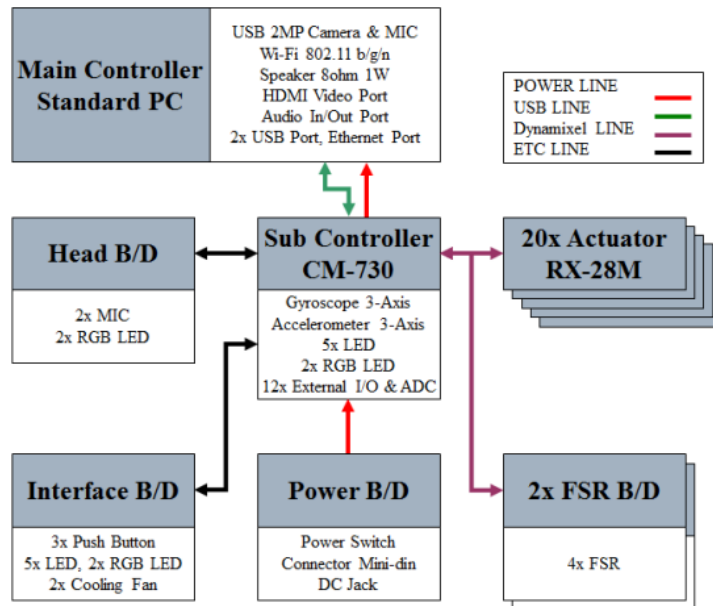 Main Controller
Standard PC
USB 2MP Camera & MIC
Wi-Fi 802.11 b/g/n
Speaker 8ohm 1W
HDMI Video Port
Audio In/Out Port
2x USB Port, Ethernet Port
POWER LINE
USB LINE
Dynamixel LINE
ETC LINE
Head B/D
2x MIC
2x RGB LED
Sub Controller
CM-730
Gyroscope 3-Axis
Accelerometer 3-Axis
5x LED
2x RGB LED
12x External I/O & ADC
20x Actuator
RX-28M
Interface B/D
3x Push Button
5x LED, 2x RGB LED
2x Cooling Fan
Power B/D
Power Switch
Connector Mini-din
DC Jack
2x FSR B/D
4x FSR